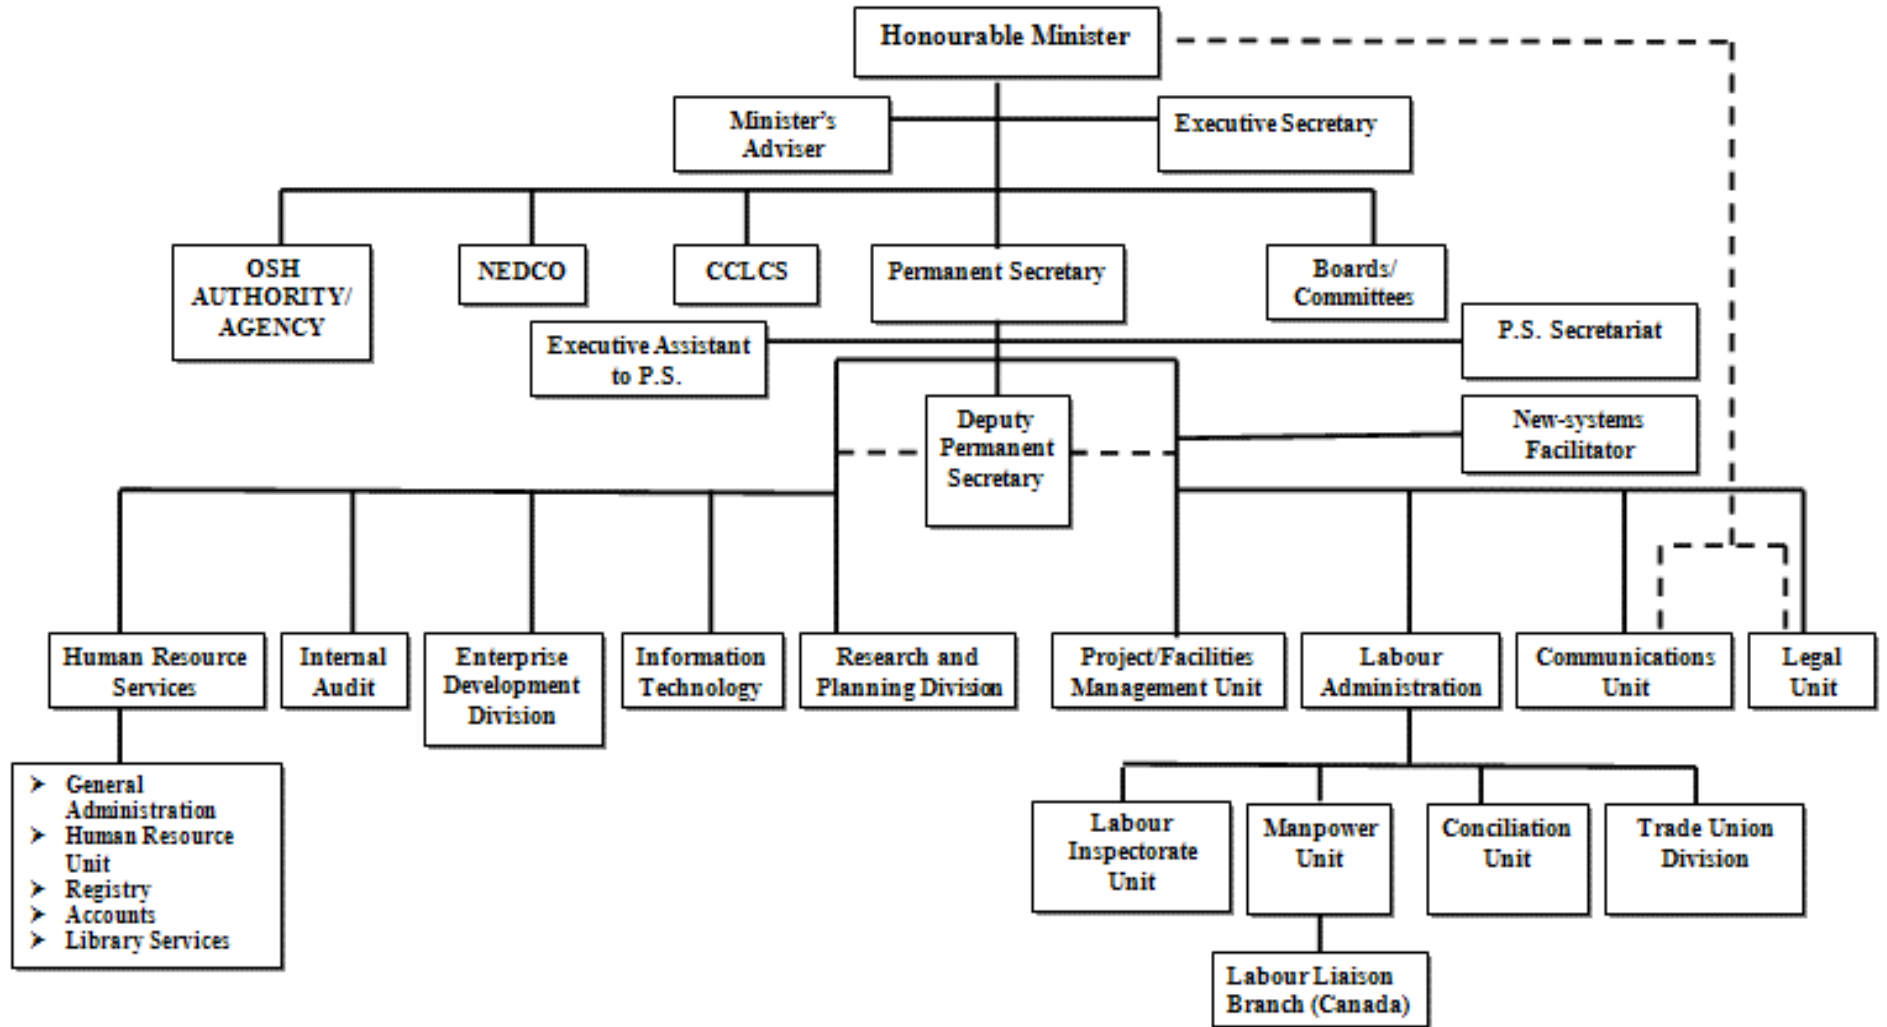 Honourable Minister
Minister's
Adviser
Executive Secretary
OSH
AUTHORITY/
AGENCY
NEDCO
CCLCS
Permanent Secretary
Boards/
Committees
Executive Assistant
to P.S.
P.S. Secretariat
Deputy
Permanent
Secretary
New-systems
Facilitator
Human Resource
Services
Internal
Audit
Enterprise
Development
Division
Information
Technology
Research and
Planning Division
Project/Facilities
Management Unit
Labour
Administration
Communications
Unit
Legal
Unit
➤ General
Administration
➤ Human Resource
Unit
➤ Registry
➤ Accounts
➤ Library Services
Labour
Inspectorate
Unit
Manpower
Unit
Conciliation
Unit
Trade Union
Division
Labour Liaison
Branch (Canada)